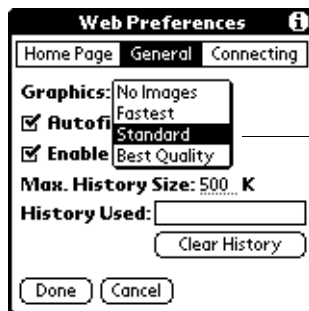 Web Preferences i
Home Page General Connecting
Graphics: No Images
Fastest
Autofi
Standard
Enable Best Quality
Max. History Size: 500 K
History Used:
Clear History
Done Cancel